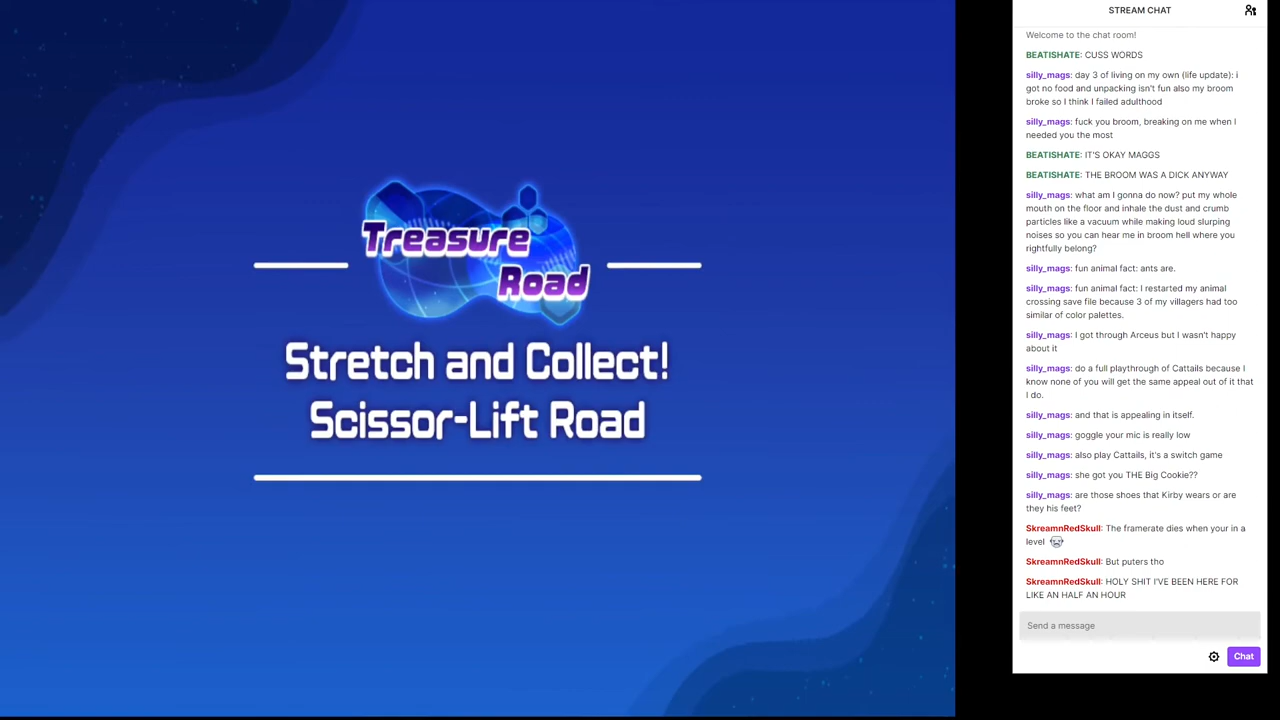 Treasure
Road
Stretch and Collect!
Scissor-Lift Road
STREAM CHAT
Welcome to the chat room!
BEATISHATE: CUSS WORDS
silly_mags: day 3 of living on my own (life update): i
got no food and unpacking isn't fun also my broom
broke so I think I failed adulthood
silly_mags: fuck you broom, breaking on me when I
needed you the most
BEATISHATE: IT'S OKAY MAGGS
BEATISHATE: THE BROOM WAS A DICK ANYWAY
silly_mags: what am I gonna do now? put my whole
mouth on the floor and inhale the dust and crumb
particles like a vacuum while making loud slurping
noises so you can hear me in broom hell where you
rightfully belong?
silly_mags: fun animal fact: ants are.
silly_mags: fun animal fact: I restarted my animal
crossing save file because 3 of my villagers had too
similar of color palettes.
silly_mags: I got through Arceus but I wasn't happy
about it
silly_mags: do a full playthrough of Cattails because I
know none of you will get the same appeal out of it that
I do.
silly_mags: and that is appealing in itself.
silly_mags: goggle your mic is really low
silly_mags: also play Cattails, it's a switch game
silly_mags: she got you THE Big Cookie??
silly_mags: are those shoes that Kirby wears or are
they his feet?
SkreamnRedSkull: The framerate dies when your in a
level
SkreamnRedSkull: But puters tho
SkreamnRedSkull: HOLY SHIT I'VE BEEN HERE FOR
LIKE AN HALF AN HOUR
Send a message
Chat